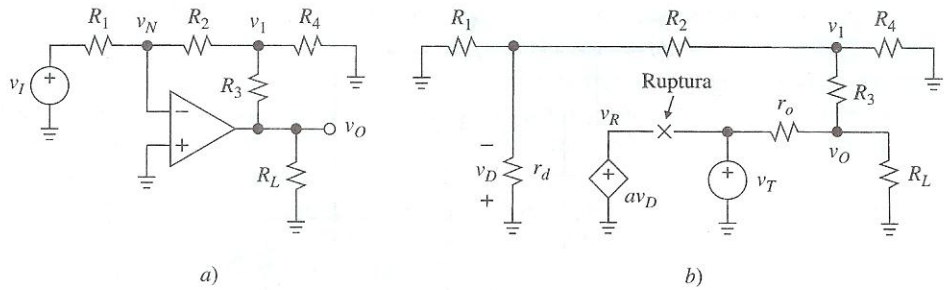 R1 vN R2 v1 R4
vI + R3
− + vO
RL
a)
R1 R2 v1 R4
Ruptura R3
vR ro
− vD + rd avD + vT + vO RL
b)